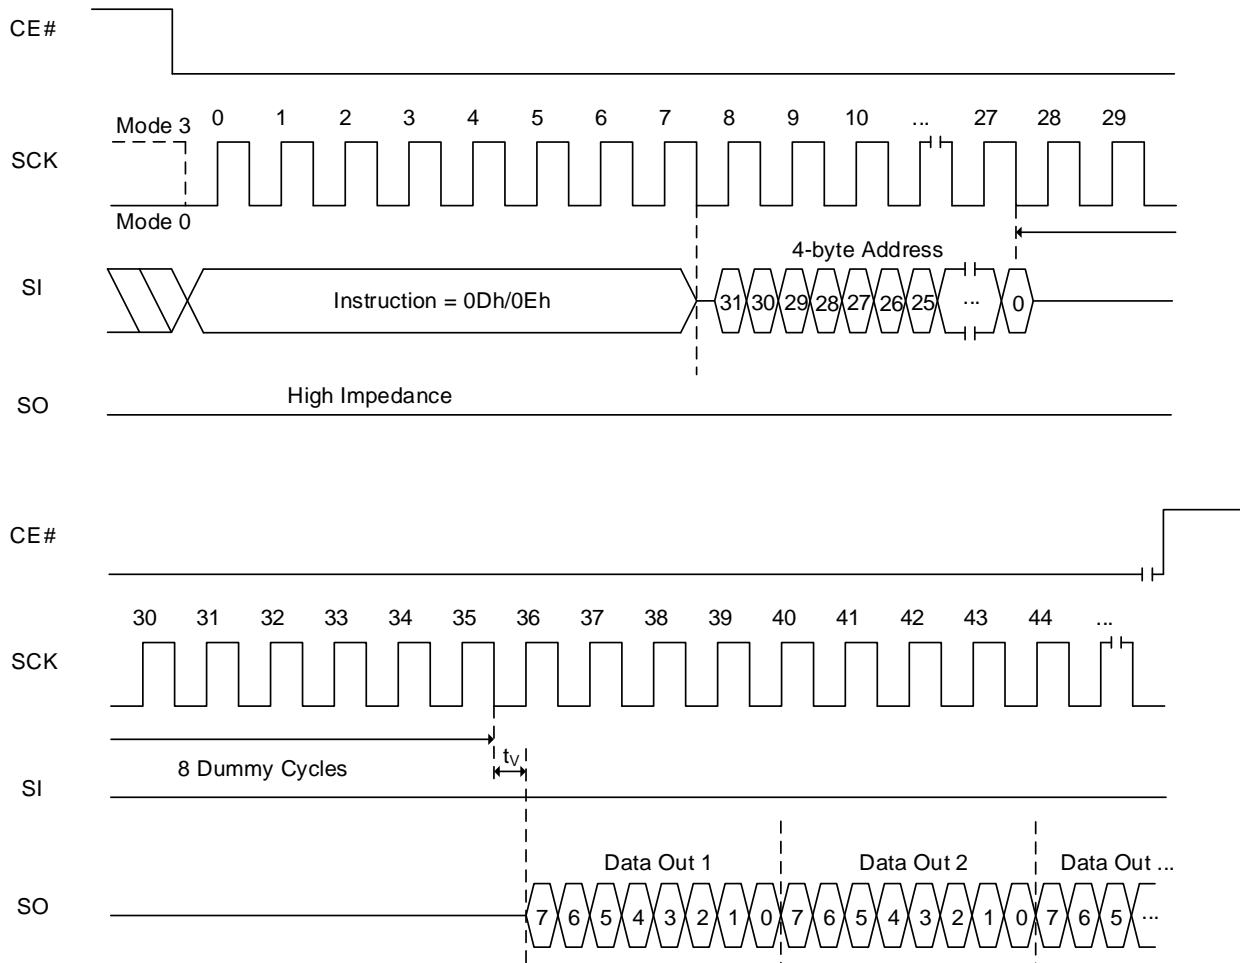 CE#
Mode 3 0 1 2 3 4 5 6 7 8 9 10 ... 27 28 29
SCK
Mode 0
4-byte Address
SI Instruction = 0Dh/0Eh 31 30 29 28 27 26 25 ... 0
High Impedance
SO
CE#
30 31 32 33 34 35 36 37 38 39 40 41 42 43 44 ...
SCK
8 Dummy Cycles tV
SI
Data Out 1 Data Out 2 Data Out ...
SO 7 6 5 4 3 2 1 0 7 6 5 4 3 2 1 0 7 6 5 ...